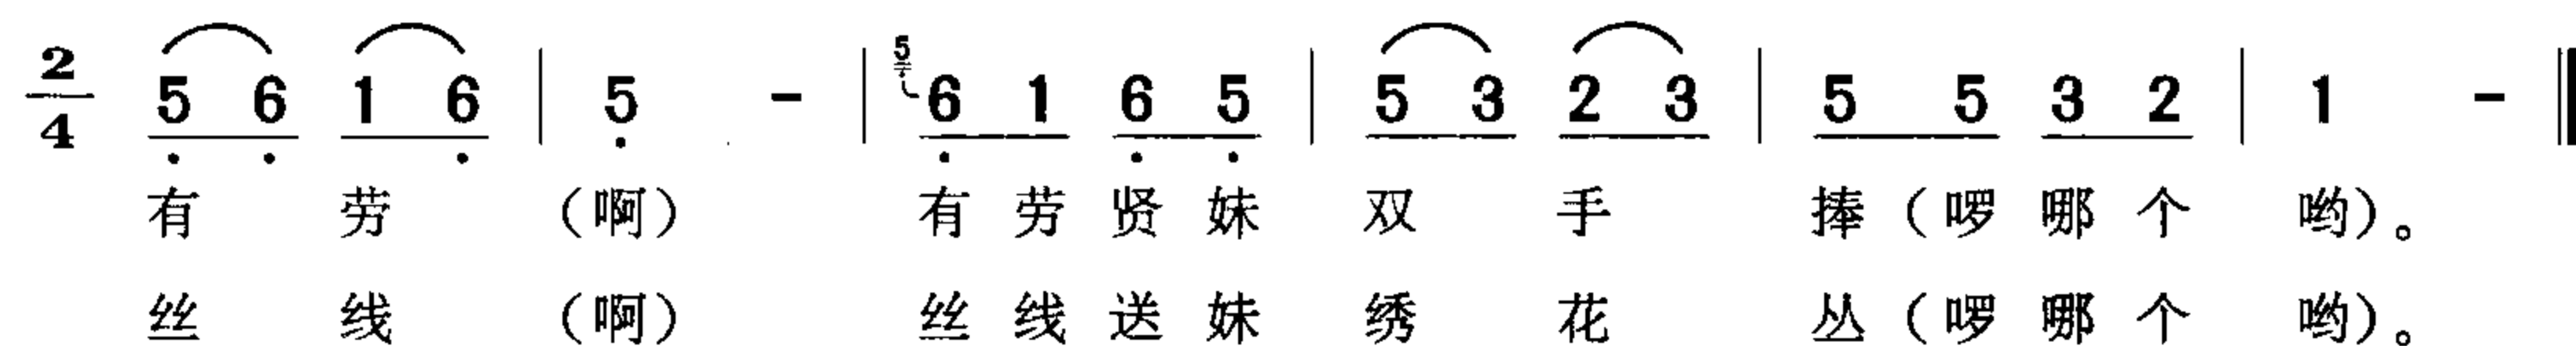 2/4 5 6 1 6 | 5 - | 5 6 1 6 5 | 5 3 2 3 | 5 5 3 2 | 1 - ‖
有 劳 （啊） 有 劳 贤 妹 双 手 捧（啰 哪 个 哟）。
丝 线 （啊） 丝 线 送 妹 绣 花 丛（啰 哪 个 哟）。